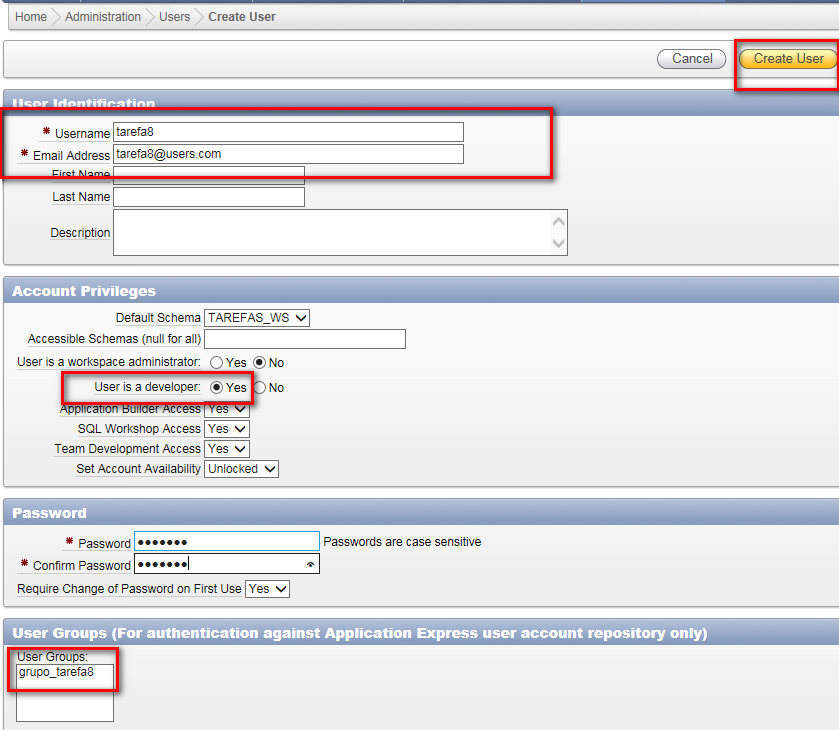 Home Administration Users Create User
Cancel Create User
User Identification
* Username tarefa8
* Email Address tarefa8@users.com
First Name
Last Name
Description
Account Privileges
Default Schema TAREFAS_WS
Accessible Schemas (null for all)
User is a workspace administrator: Yes No
User is a developer: Yes No
Application Builder Access Yes
SQL Workshop Access Yes
Team Development Access Yes
Set Account Availability Unlocked
Password
* Password ●●●●●●● Passwords are case sensitive
* Confirm Password ●●●●●●●
Require Change of Password on First Use Yes
User Groups (For authentication against Application Express user account repository only)
User Groups:
grupo_tarefa8